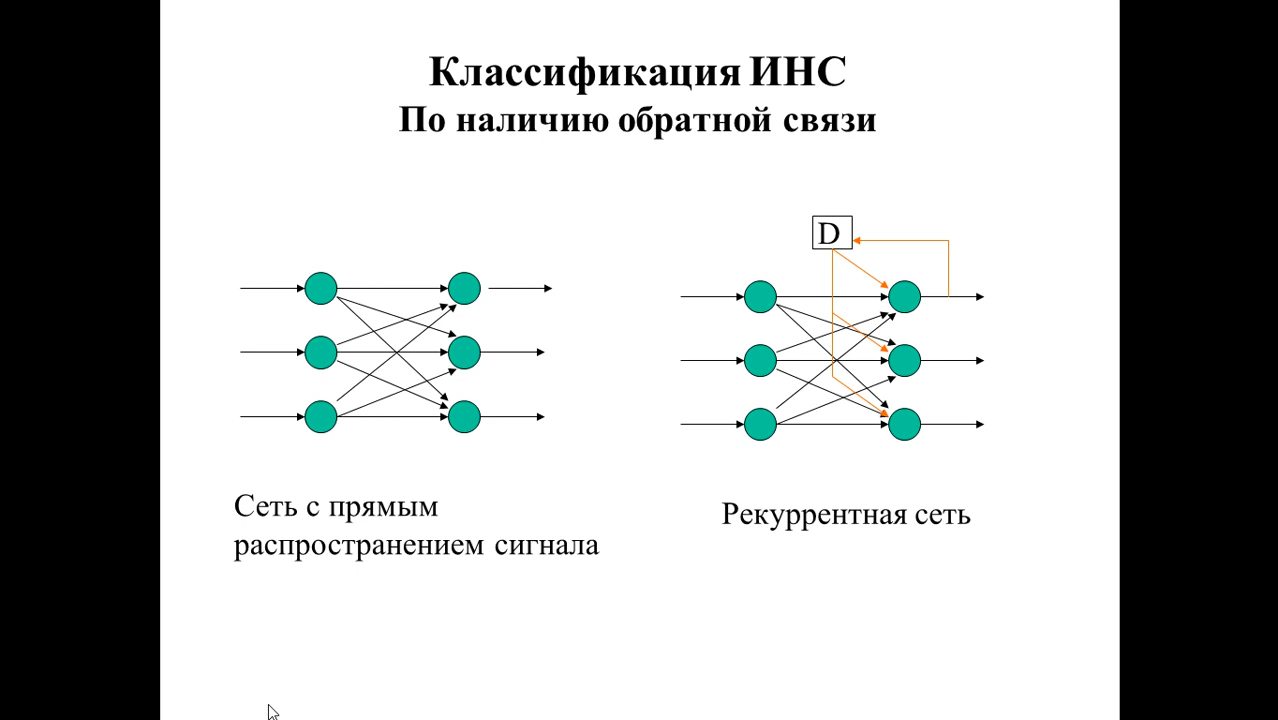 Классификация ИНС
По наличию обратной связи
D
Сеть с прямым
распространением сигнала
Рекуррентная сеть